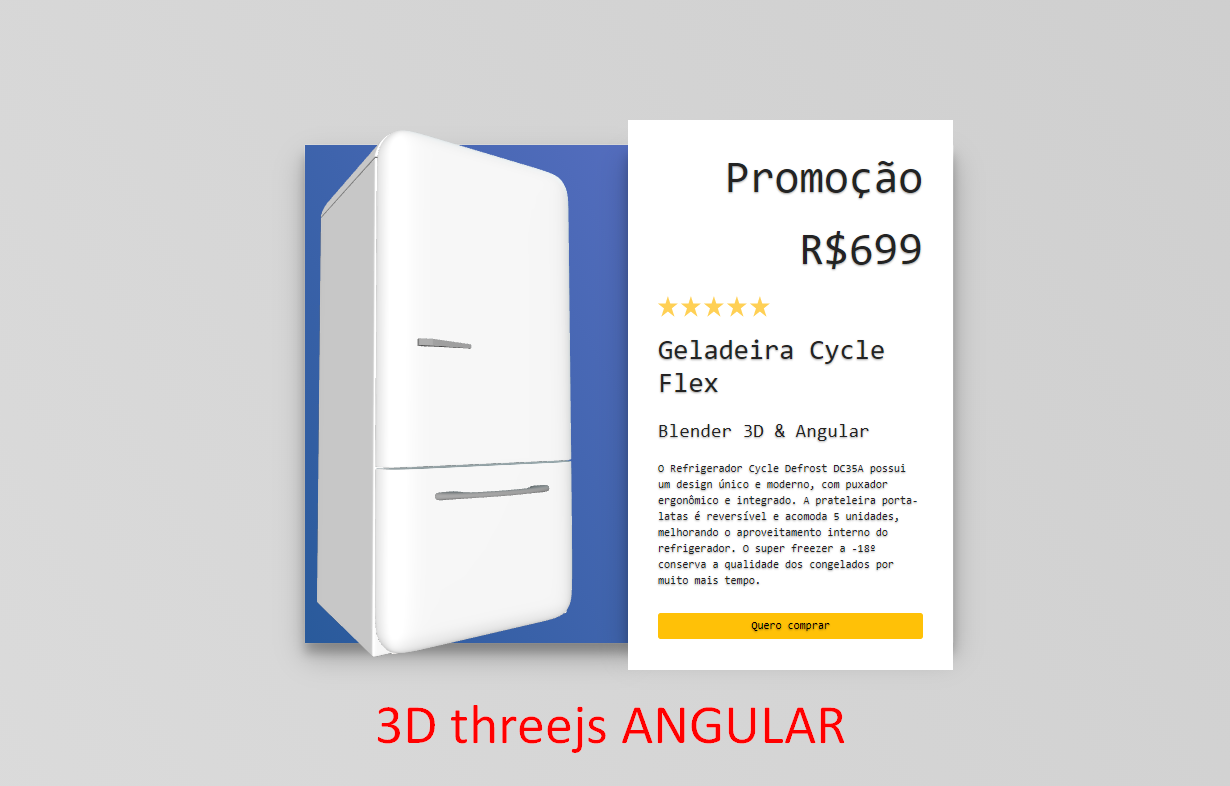 Promoção
R$699
Geladeira Cycle
Flex
Blender 3D & Angular
O Refrigerador Cycle Defrost DC35A possui
um design único e moderno, com puxador
ergonômico e integrado. A prateleira porta-
latas é reversível e acomoda 5 unidades,
melhorando o aproveitamento interno do
refrigerador. O super freezer a -18º
conserva a qualidade dos congelados por
muito mais tempo.
Quero comprar
3D threejs ANGULAR